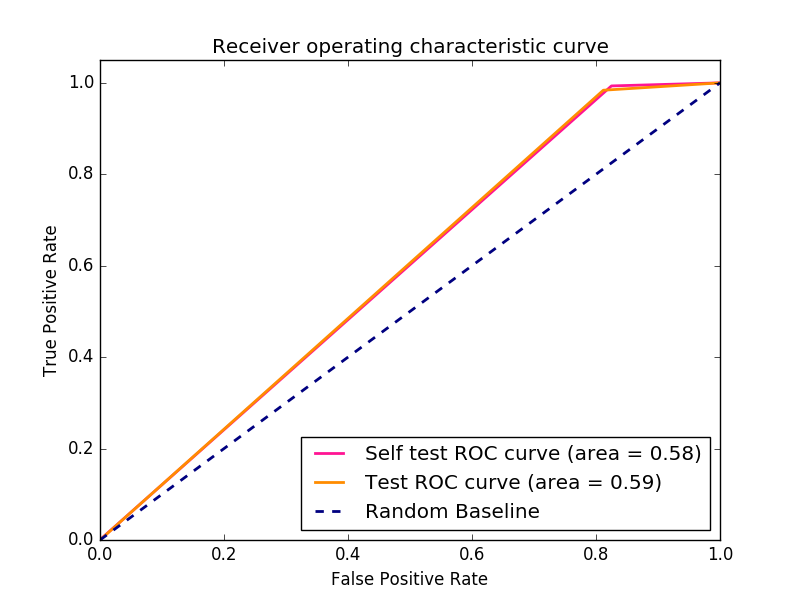 Receiver operating characteristic curve
True Positive Rate
1.0
0.8
0.6
0.4
0.2
0.0
Self test ROC curve (area = 0.58)
Test ROC curve (area = 0.59)
Random Baseline
0.0 0.2 0.4 0.6 0.8 1.0
False Positive Rate